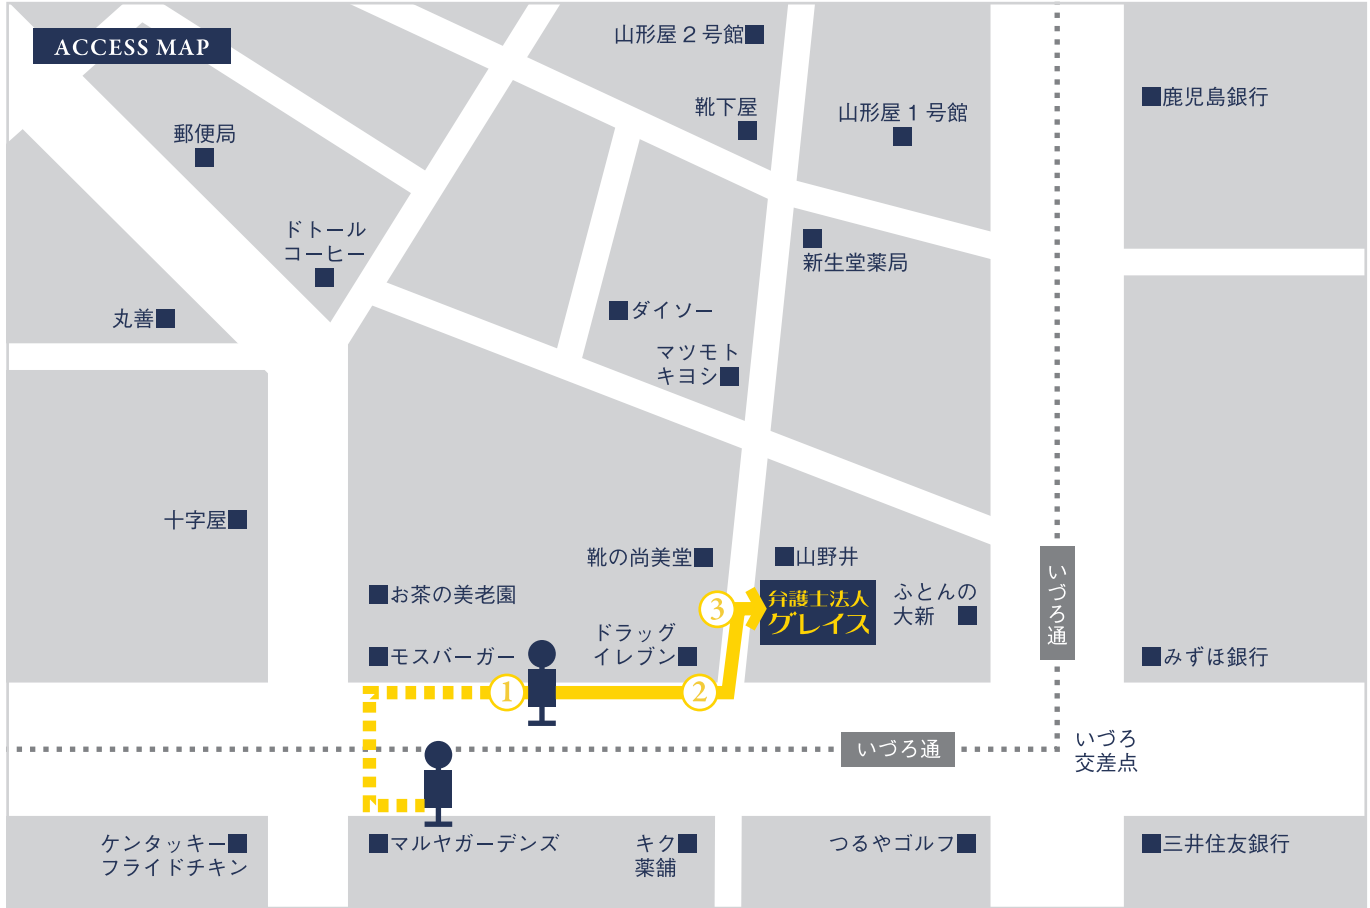 ACCESS MAP
山形屋２号館
鹿児島銀行
靴下屋
山形屋１号館
郵便局
ドトール
コーヒー
新生堂薬局
丸善
ダイソー
マツモト
キヨシ
十字屋
靴の尚美堂
山野井
お茶の美老園
弁護士法人
グレイス
ふとんの
大新
いづろ通
3
ドラッグ
イレブン
モスバーガー
みずほ銀行
1
2
いづろ通
いづろ
交差点
ケンタッキー
フライドチキン
マルヤガーデンズ
キク
薬舗
つるやゴルフ
三井住友銀行